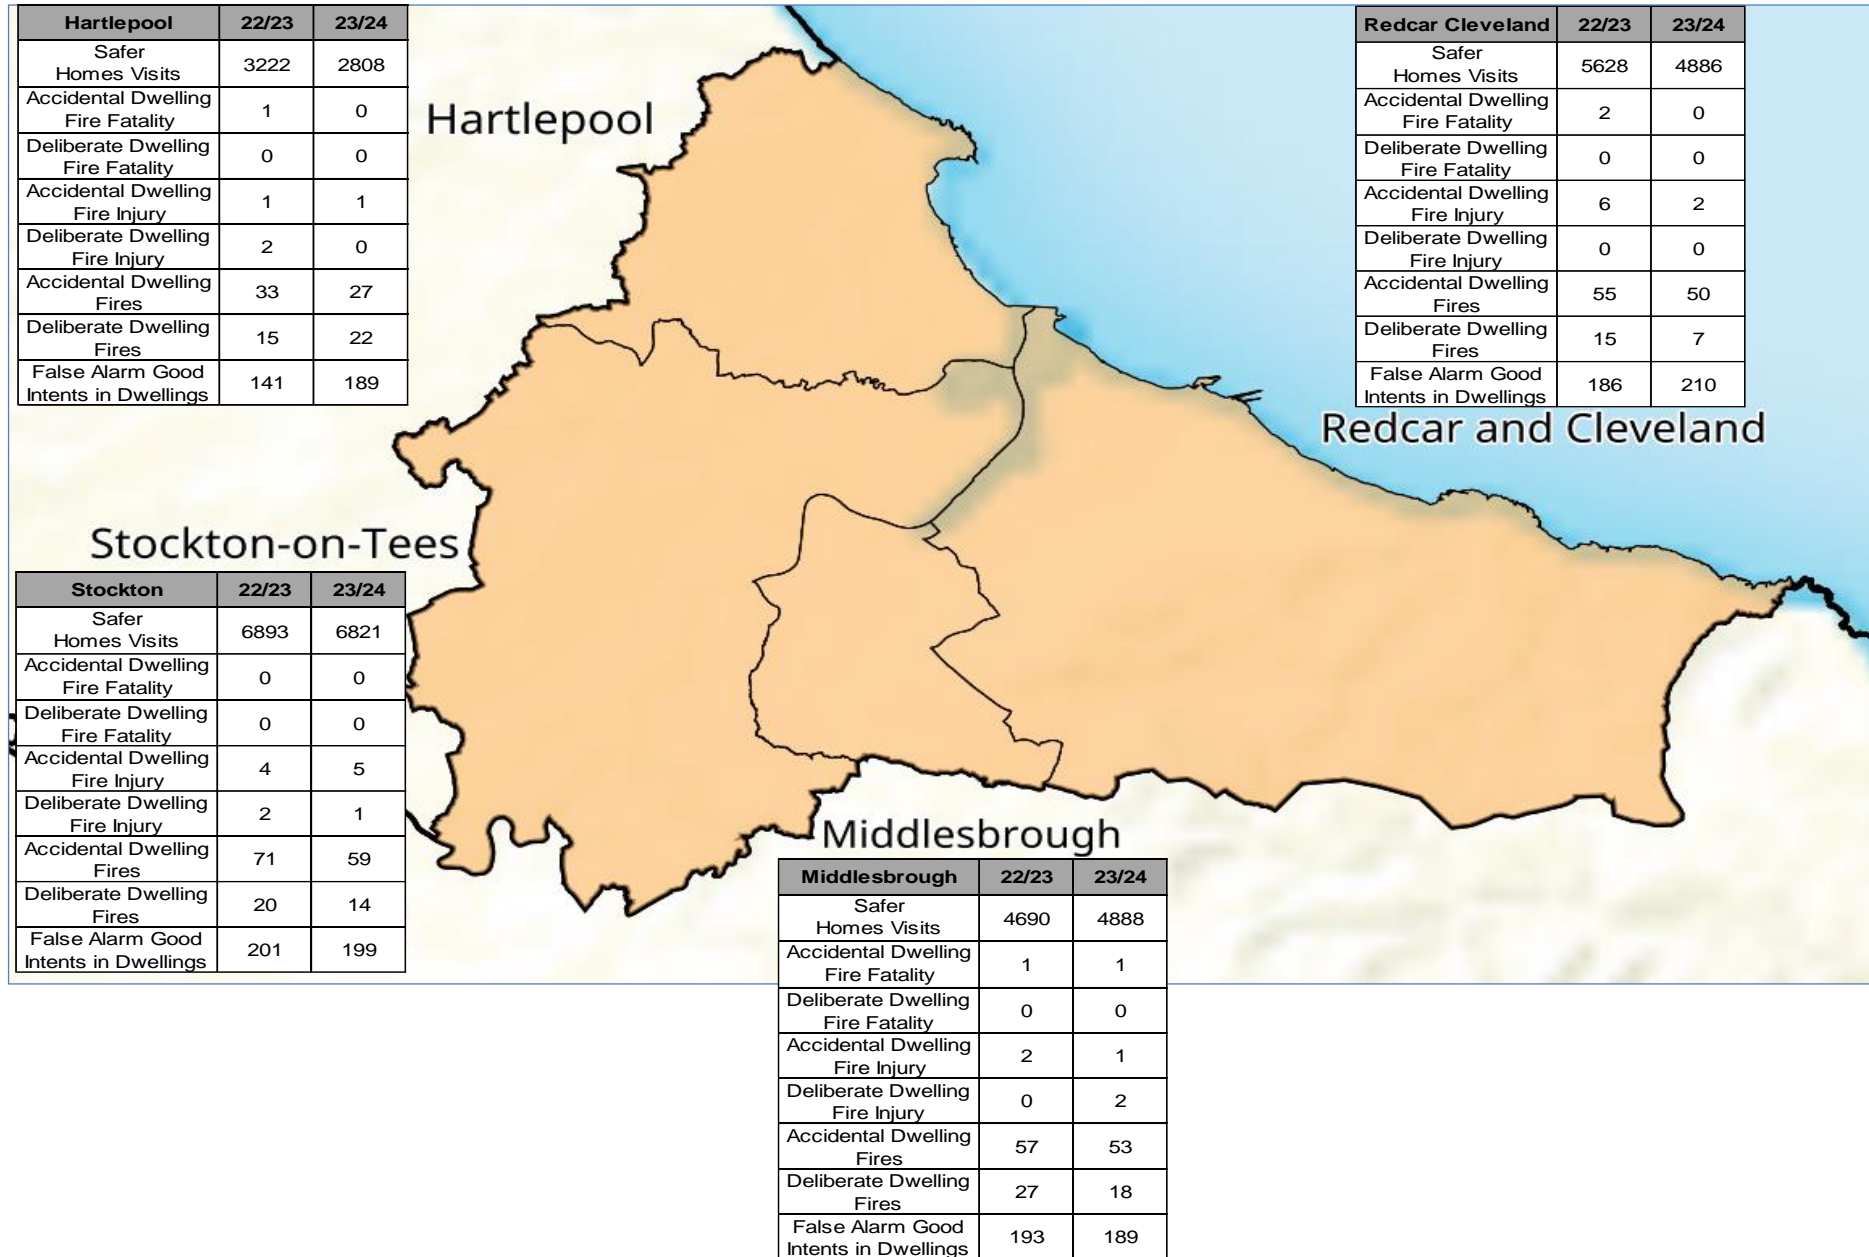 Hartlepool 22/23 23/24
Safer
Homes Visits 3222 2808
Accidental Dwelling
Fire Fatality 1 0
Deliberate Dwelling
Fire Fatality 0 0
Accidental Dwelling
Fire Injury 1 1
Deliberate Dwelling
Fire Injury 2 0
Accidental Dwelling
Fires 33 27
Deliberate Dwelling
Fires 15 22
False Alarm Good
Intents in Dwellings 141 189
Hartlepool
Redcar Cleveland 22/23 23/24
Safer
Homes Visits 5628 4886
Accidental Dwelling
Fire Fatality 2 0
Deliberate Dwelling
Fire Fatality 0 0
Accidental Dwelling
Fire Injury 6 2
Deliberate Dwelling
Fire Injury 0 0
Accidental Dwelling
Fires 55 50
Deliberate Dwelling
Fires 15 7
False Alarm Good
Intents in Dwellings 186 210
Redcar and Cleveland
Stockton-on-Tees
Stockton 22/23 23/24
Safer
Homes Visits 6893 6821
Accidental Dwelling
Fire Fatality 0 0
Deliberate Dwelling
Fire Fatality 0 0
Accidental Dwelling
Fire Injury 4 5
Deliberate Dwelling
Fire Injury 2 1
Accidental Dwelling
Fires 71 59
Deliberate Dwelling
Fires 20 14
False Alarm Good
Intents in Dwellings 201 199
Middlesbrough
Middlesbrough 22/23 23/24
Safer
Homes Visits 4690 4888
Accidental Dwelling
Fire Fatality 1 1
Deliberate Dwelling
Fire Fatality 0 0
Accidental Dwelling
Fire Injury 2 1
Deliberate Dwelling
Fire Injury 0 2
Accidental Dwelling
Fires 57 53
Deliberate Dwelling
Fires 27 18
False Alarm Good
Intents in Dwellings 193 189